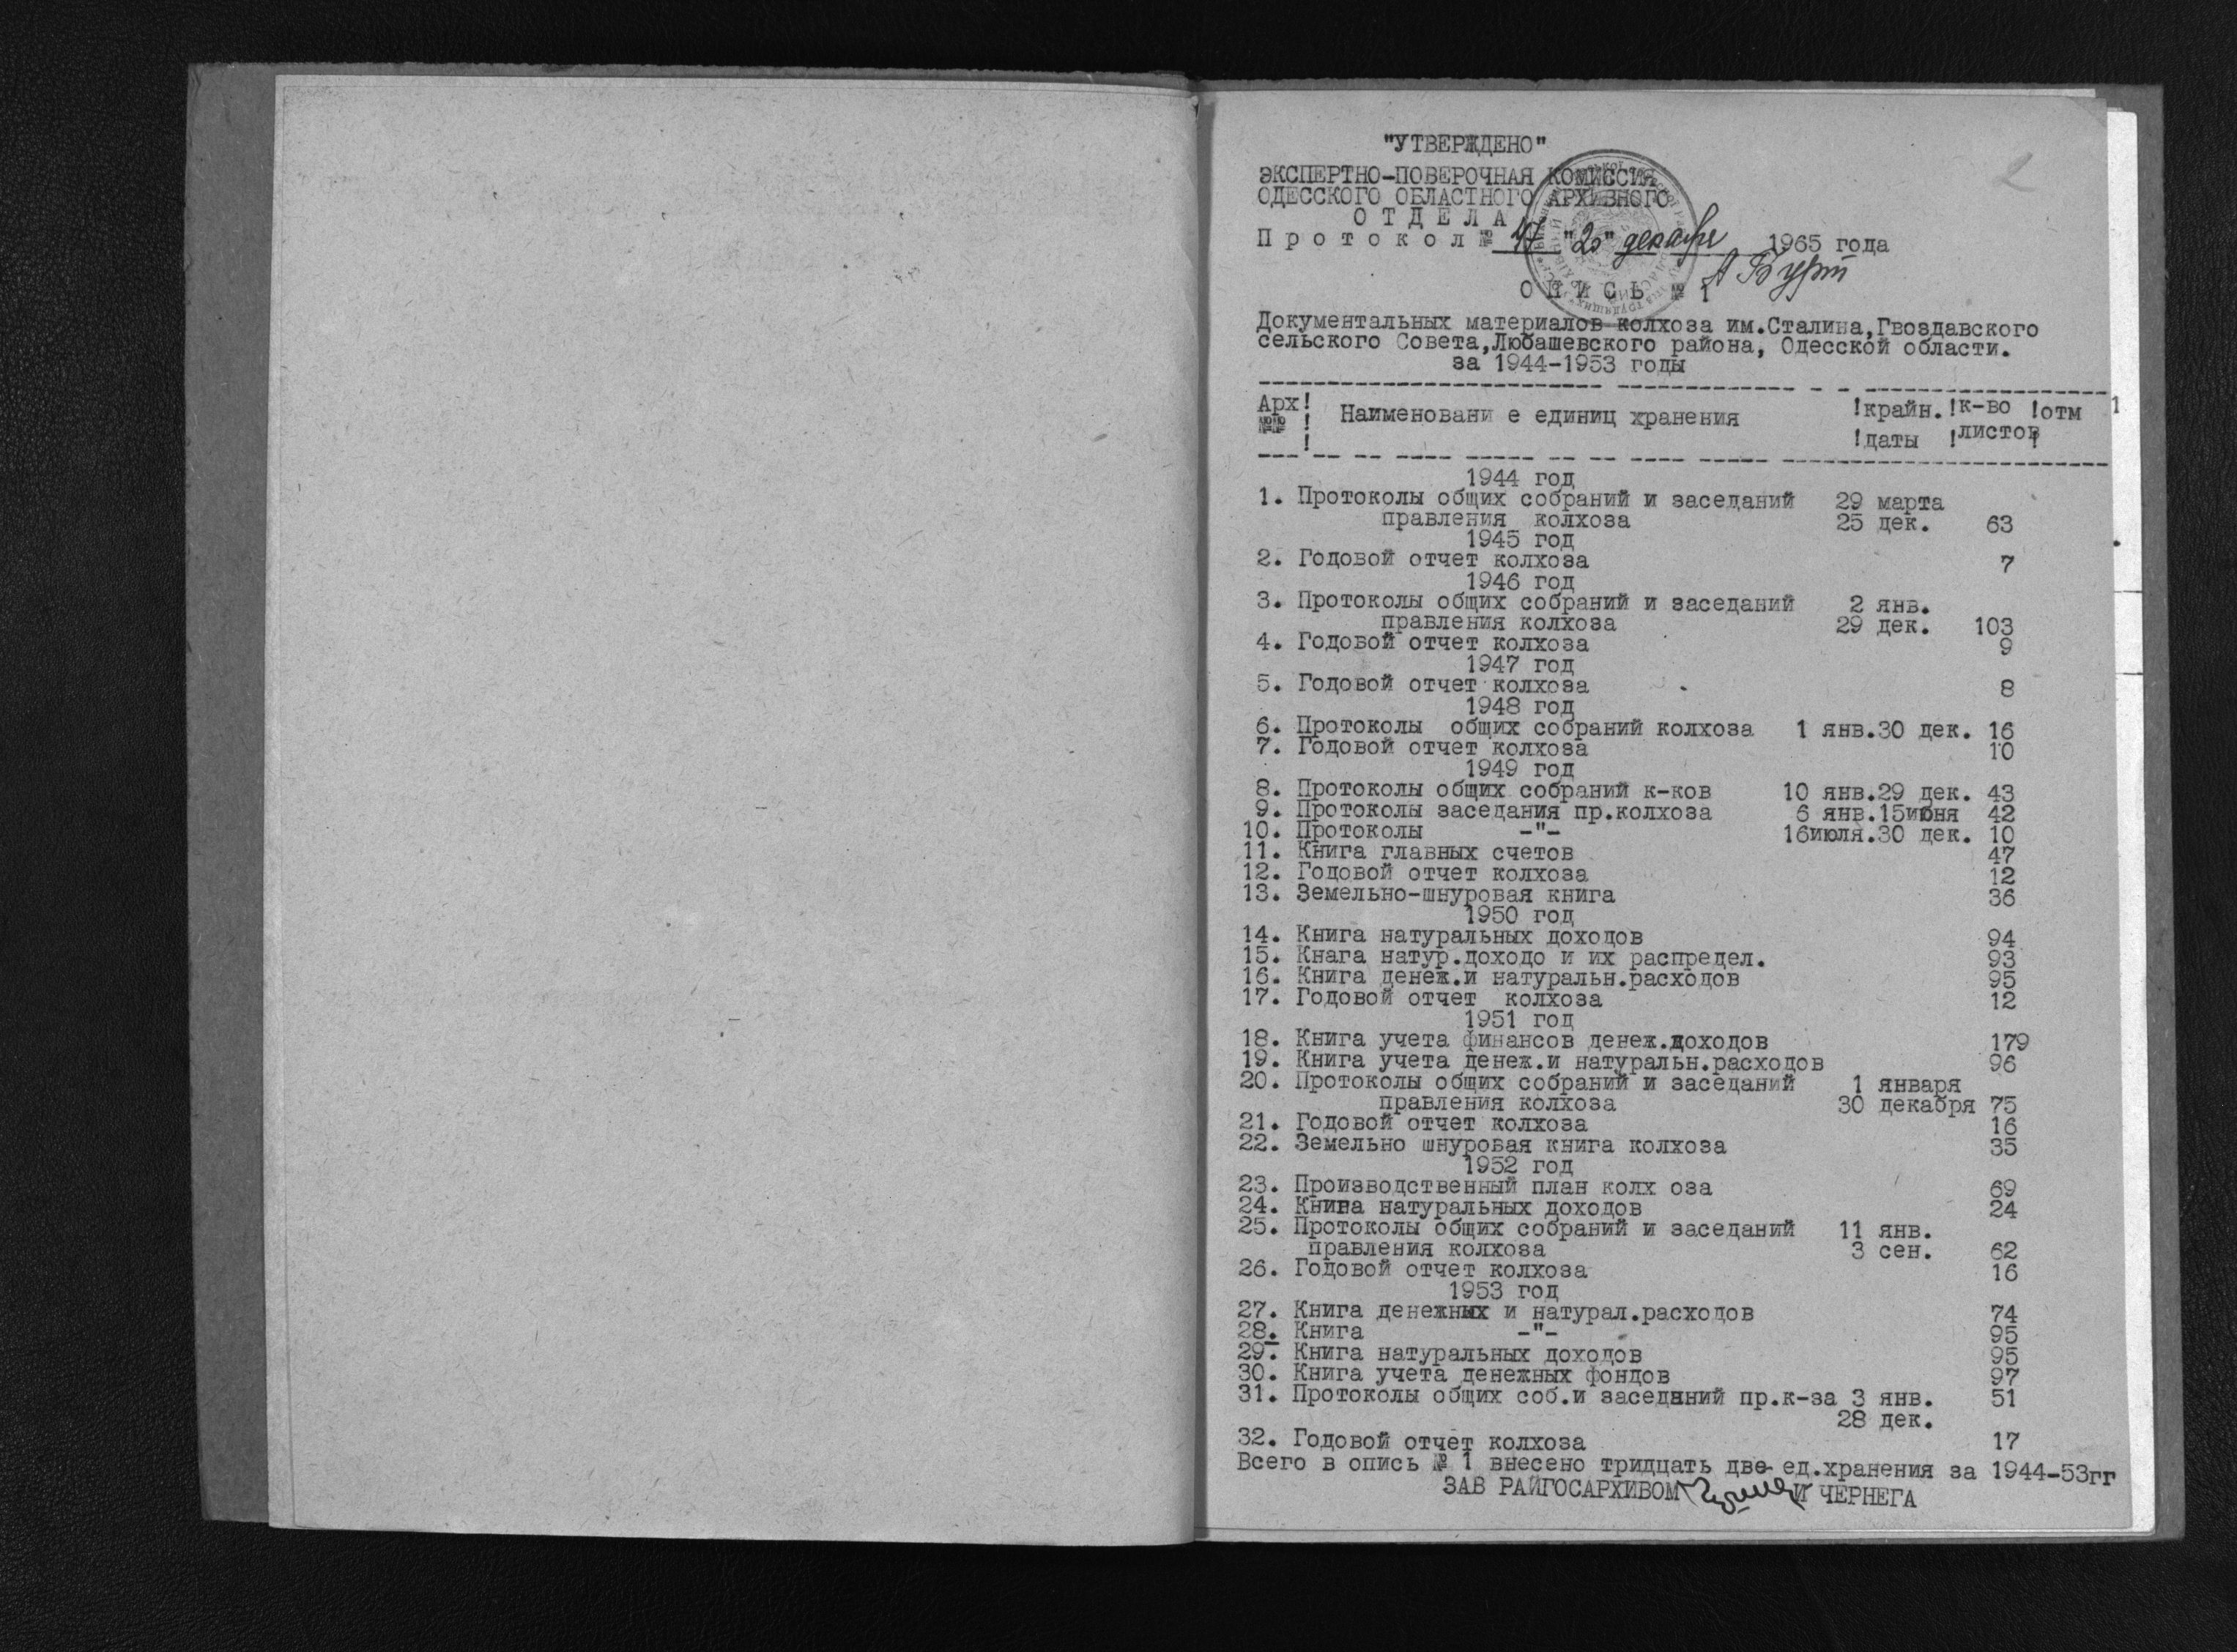 "УТВЕРЖДЕНО"
ЭКСПЕРТНО-ПОВЕРОЧНАЯ КОМИССИЯ
ОДЕССКОГО ОБЛАСТНОГО АРХИВНОГО
О Т Д Е Л А
П р о т о к о л № "20" декабря 1965 года
О П И С Ь № 1
Документальных материалов колхоза им.Сталина,Гвоздавского
сельского Совета,Любашевского района, Одесской области.
за 1944-1953 годы
Арх! Наименовани е единиц хранения !крайн.!к-во !отм
№№ ! !даты !листов!
1944 год
1. Протоколы общих собраний и заседаний 29 марта
правления колхоза 25 дек. 63
1945 год
2. Годовой отчет колхоза 7
1946 год
3. Протоколы общих собраний и заседаний 2 янв.
правления колхоза 29 дек. 103
4. Годовой отчет колхоза 9
1947 год
5. Годовой отчет колхоза 8
1948 год
6. Протоколы общих собраний колхоза 1 янв.30 дек. 16
7. Годовой отчет колхоза 10
1949 год
8. Протоколы общих собраний к-ков 10 янв.29 дек. 43
9. Протоколы заседания пр.колхоза 6 янв.15июня 42
10. Протоколы -"- 16июля.30 дек. 10
11. Книга главных счетов 47
12. Годовой отчет колхоза 12
13. Земельно-шнуровая книга 36
1950 год
14. Книга натуральных доходов 94
15. Кнага натур.доходо и их распредел. 93
16. Книга денеж.и натуральн.расходов 95
17. Годовой отчет колхоза 12
1951 год
18. Книга учета финансов денеж.доходов 179
19. Книга учета денеж.и натуральн.расходов 96
20. Протоколы общих собраний и заседаний 1 января
правления колхоза 30 декабря 75
21. Годовой отчет колхоза 16
22. Земельно шнуровая книга колхоза 35
1952 год
23. Производственный план колх оза 69
24. Книга натуральных доходов 24
25. Протоколы общих собраний и заседаний 11 янв.
правления колхоза 3 сен. 62
26. Годовой отчет колхоза 16
1953 год
27. Книга денежных и натурал.расходов 74
28. Книга -"- 95
29. Книга натуральных доходов 95
30. Книга учета денежных фондов 97
31. Протоколы общих соб.и заседаний пр.к-за 3 янв. 51
28 дек.
32. Годовой отчет колхоза 17
Всего в опись № 1 внесено тридцать две ед.хранения за 1944-53гг
ЗАВ РАЙГОСАРХИВОМ И ЧЕРНЕГА